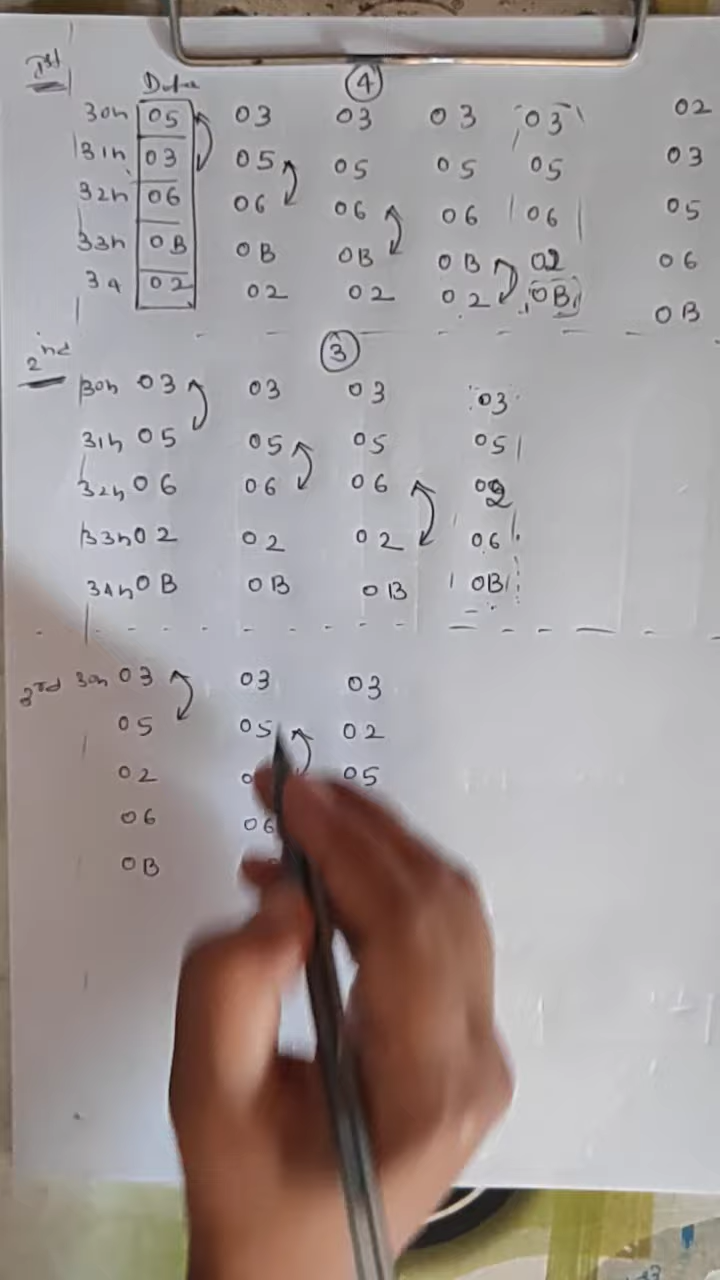 1st
Data ④
30h 05 03 03 03 03 02
31h 03 05 05 05 05 03
32h 06 06 06 06 06 05
33h 0B 0B 0B 0B 02 06
34 02 02 02 02 0B 0B
2nd ③
30h 03 03 03 03
31h 05 05 05 05
32h 06 06 06 02
33h 02 02 02 06
34h 0B 0B 0B 0B
3rd 30h 03 03 03
05 05 02
02 05
06 06
0B